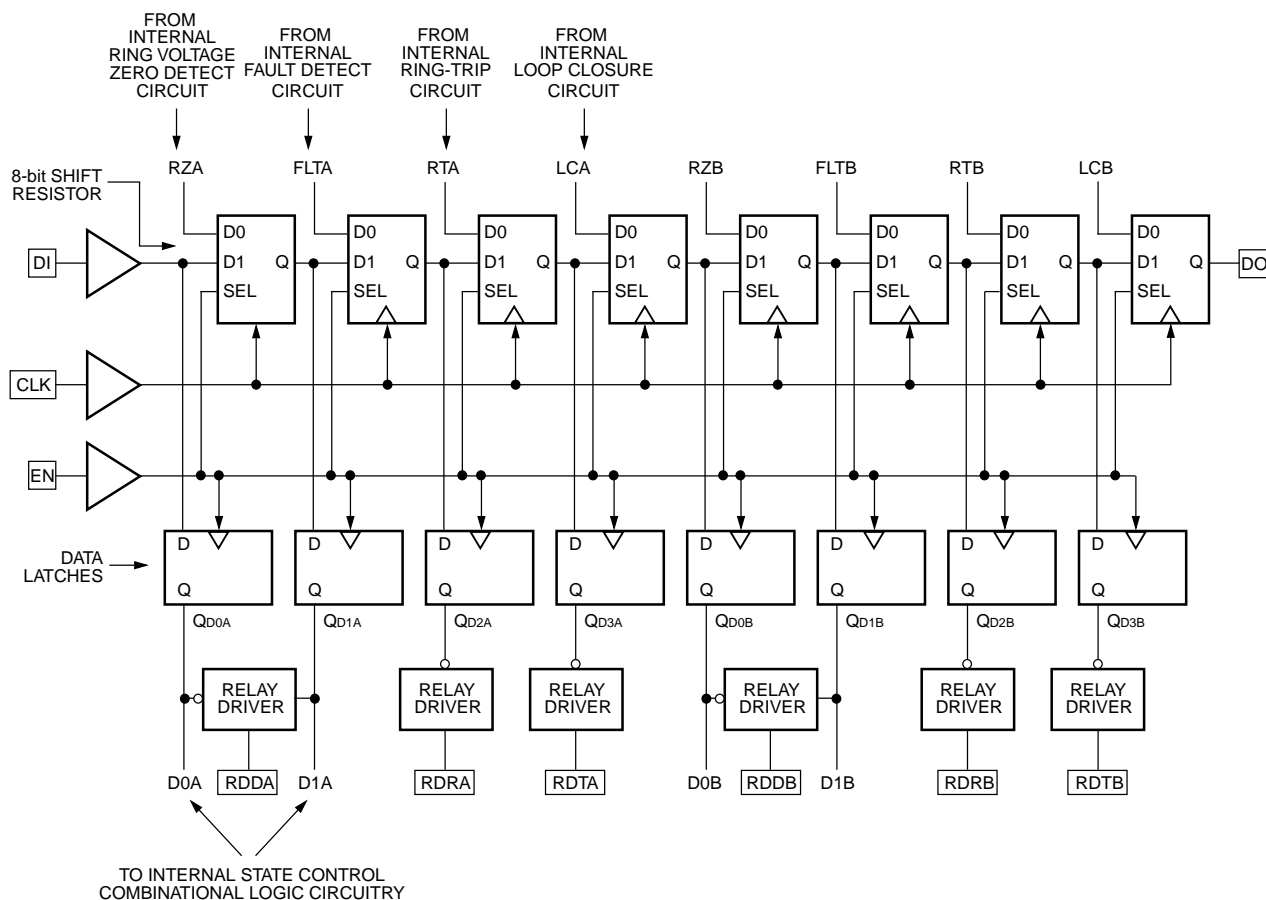 FROM
INTERNAL
RING VOLTAGE
ZERO DETECT
CIRCUIT
FROM
INTERNAL
FAULT DETECT
CIRCUIT
FROM
INTERNAL
RING-TRIP
CIRCUIT
FROM
INTERNAL
LOOP CLOSURE
CIRCUIT
8-bit SHIFT
RESISTOR
RZA
FLTA
RTA
LCA
RZB
FLTB
RTB
LCB
D0
D0
D0
D0
D0
D0
D0
D0
DI
D1 Q
D1 Q
D1 Q
D1 Q
D1 Q
D1 Q
D1 Q
D1 Q
DO
SEL
SEL
SEL
SEL
SEL
SEL
SEL
SEL
CLK
EN
DATA
LATCHES
D
D
D
D
D
D
D
D
Q
Q
Q
Q
Q
Q
Q
Q
QD0A
QD1A
QD2A
QD3A
QD0B
QD1B
QD2B
QD3B
RELAY
DRIVER
RELAY
DRIVER
RELAY
DRIVER
RELAY
DRIVER
RELAY
DRIVER
RELAY
DRIVER
D0A
RDDA
D1A
RDRA
RDTA
D0B
RDDB
D1B
RDRB
RDTB
TO INTERNAL STATE CONTROL
COMBINATIONAL LOGIC CIRCUITRY